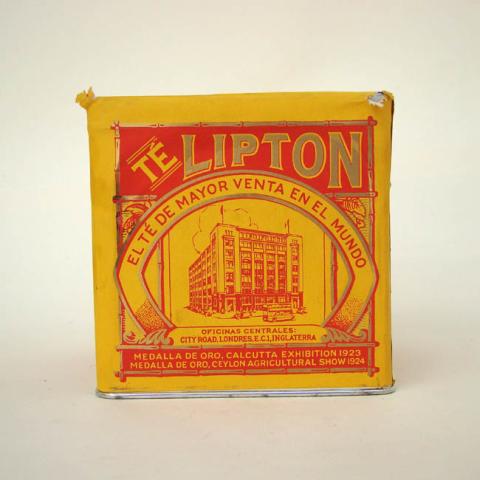 TÉ LIPTON
EL TÉ DE MAYOR VENTA EN EL MUNDO
OFICINAS CENTRALES:
CITY ROAD, LONDRES, E.C.1, INGLATERRA
MEDALLA DE ORO, CALCUTTA EXHIBITION 1923
MEDALLA DE ORO, CEYLON AGRICULTURAL SHOW 1924